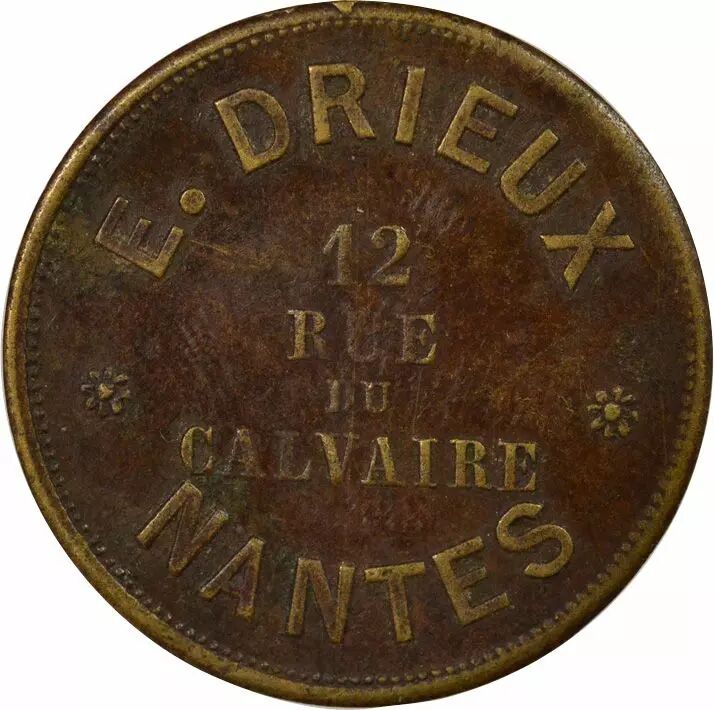 E. DRIEUX
12
RUE
DU
CALVAIRE
NANTES